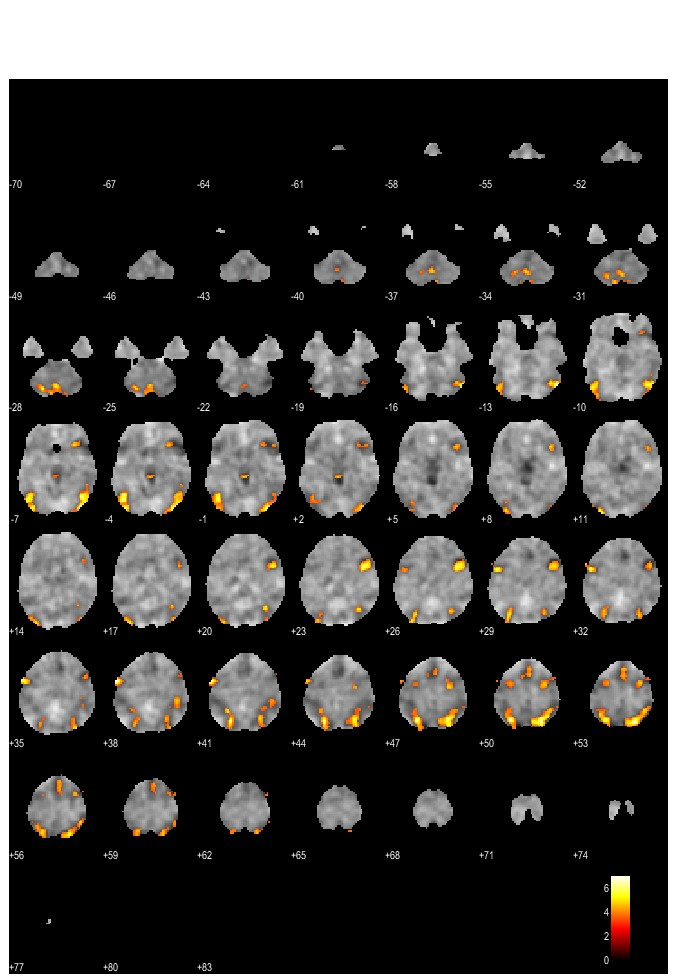 -70 -67 -64 -61 -58 -55 -52
-49 -46 -43 -40 -37 -34 -31
-28 -25 -22 -19 -16 -13 -10
-7 -4 -1 +2 +5 +8 +11
+14 +17 +20 +23 +26 +29 +32
+35 +38 +41 +44 +47 +50 +53
+56 +59 +62 +65 +68 +71 +74
6
4
2
0
+77 +80 +83